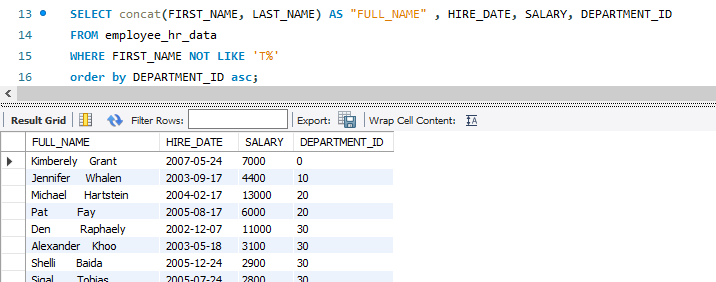 13 SELECT concat(FIRST_NAME, LAST_NAME) AS "FULL_NAME" , HIRE_DATE, SALARY, DEPARTMENT_ID
14 FROM employee_hr_data
15 WHERE FIRST_NAME NOT LIKE 'T%'
16 order by DEPARTMENT_ID asc;
Result Grid Filter Rows: Export: Wrap Cell Content:
FULL_NAME HIRE_DATE SALARY DEPARTMENT_ID
Kimberely Grant 2007-05-24 7000 0
Jennifer Whalen 2003-09-17 4400 10
Michael Hartstein 2004-02-17 13000 20
Pat Fay 2005-08-17 6000 20
Den Raphaely 2002-12-07 11000 30
Alexander Khoo 2003-05-18 3100 30
Shelli Baida 2005-12-24 2900 30
Sigal Tobias 2005-07-24 2800 30